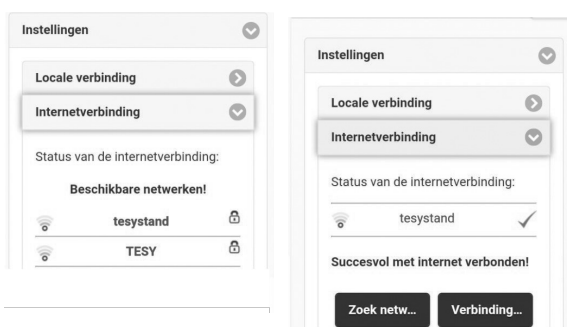 Instellingen
Locale verbinding
Internetverbinding
Status van de internetverbinding:
Beschikbare netwerken!
tesystand
TESY
Instellingen
Locale verbinding
Internetverbinding
Status van de internetverbinding:
tesystand
Succesvol met internet verbonden!
Zoek netw...
Verbinding...